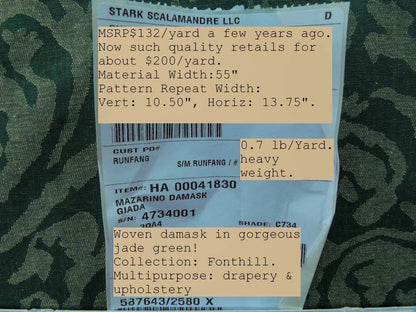 STARK SCALAMANDRE LLC
D
MSRP$132/yard a few years ago.
Now such quality retails for
about $200/yard.
Material Width:55"
Pattern Repeat Width:
Vert: 10.50", Horiz: 13.75".
CUST PO#
RUNFANG
S/M RUNFANG / #
0.7 lb/Yard.
heavy
weight.
ITEM#: HA 00041830
MAZARINO DAMASK
GIADA
S/N: 4734001
SHADE: C734
Woven damask in gorgeous
jade green!
Collection: Fonthill.
Multipurpose: drapery &
upholstery
587643/2580 X